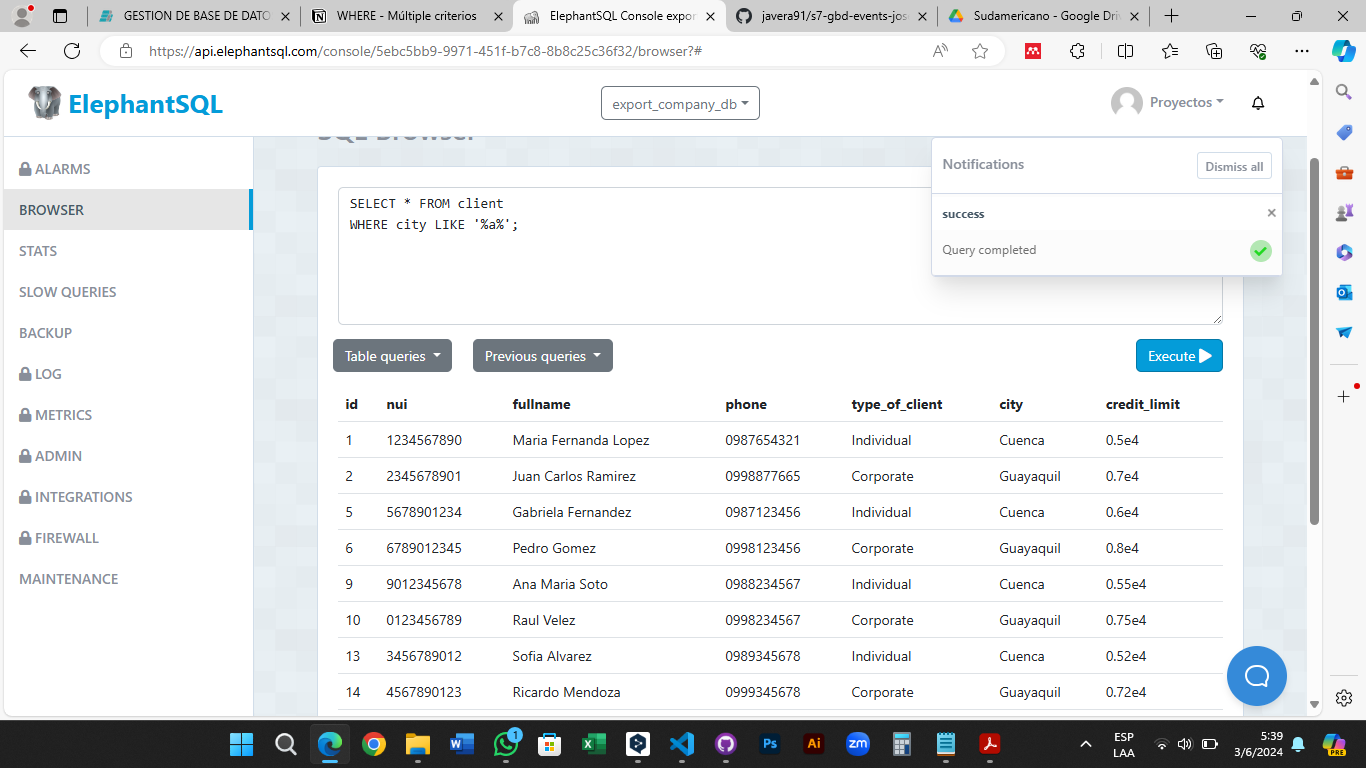 GESTION DE BASE DE DATO
WHERE - Múltiple criterios
ElephantSQL Console expor
javera91/s7-gbd-events-jos
Sudamericano - Google Driv
https://api.elephantsql.com/console/5ebc5bb9-9971-451f-b7c8-8b8c25c36f32/browser?#
ElephantSQL
export_company_db
Proyectos
ALARMS
BROWSER
STATS
SLOW QUERIES
BACKUP
LOG
METRICS
ADMIN
INTEGRATIONS
FIREWALL
MAINTENANCE
SQL Browser
Notifications
Dismiss all
success
Query completed
SELECT * FROM client
WHERE city LIKE '%a%';
Table queries
Previous queries
Execute
id nui fullname phone type_of_client city credit_limit
1 1234567890 Maria Fernanda Lopez 0987654321 Individual Cuenca 0.5e4
2 2345678901 Juan Carlos Ramirez 0998877665 Corporate Guayaquil 0.7e4
5 5678901234 Gabriela Fernandez 0987123456 Individual Cuenca 0.6e4
6 6789012345 Pedro Gomez 0998123456 Corporate Guayaquil 0.8e4
9 9012345678 Ana Maria Soto 0988234567 Individual Cuenca 0.55e4
10 0123456789 Raul Velez 0998234567 Corporate Guayaquil 0.75e4
13 3456789012 Sofia Alvarez 0989345678 Individual Cuenca 0.52e4
14 4567890123 Ricardo Mendoza 0999345678 Corporate Guayaquil 0.72e4
1
Ps
Ai
zm
ESP
LAA
5:39
3/6/2024
PRE